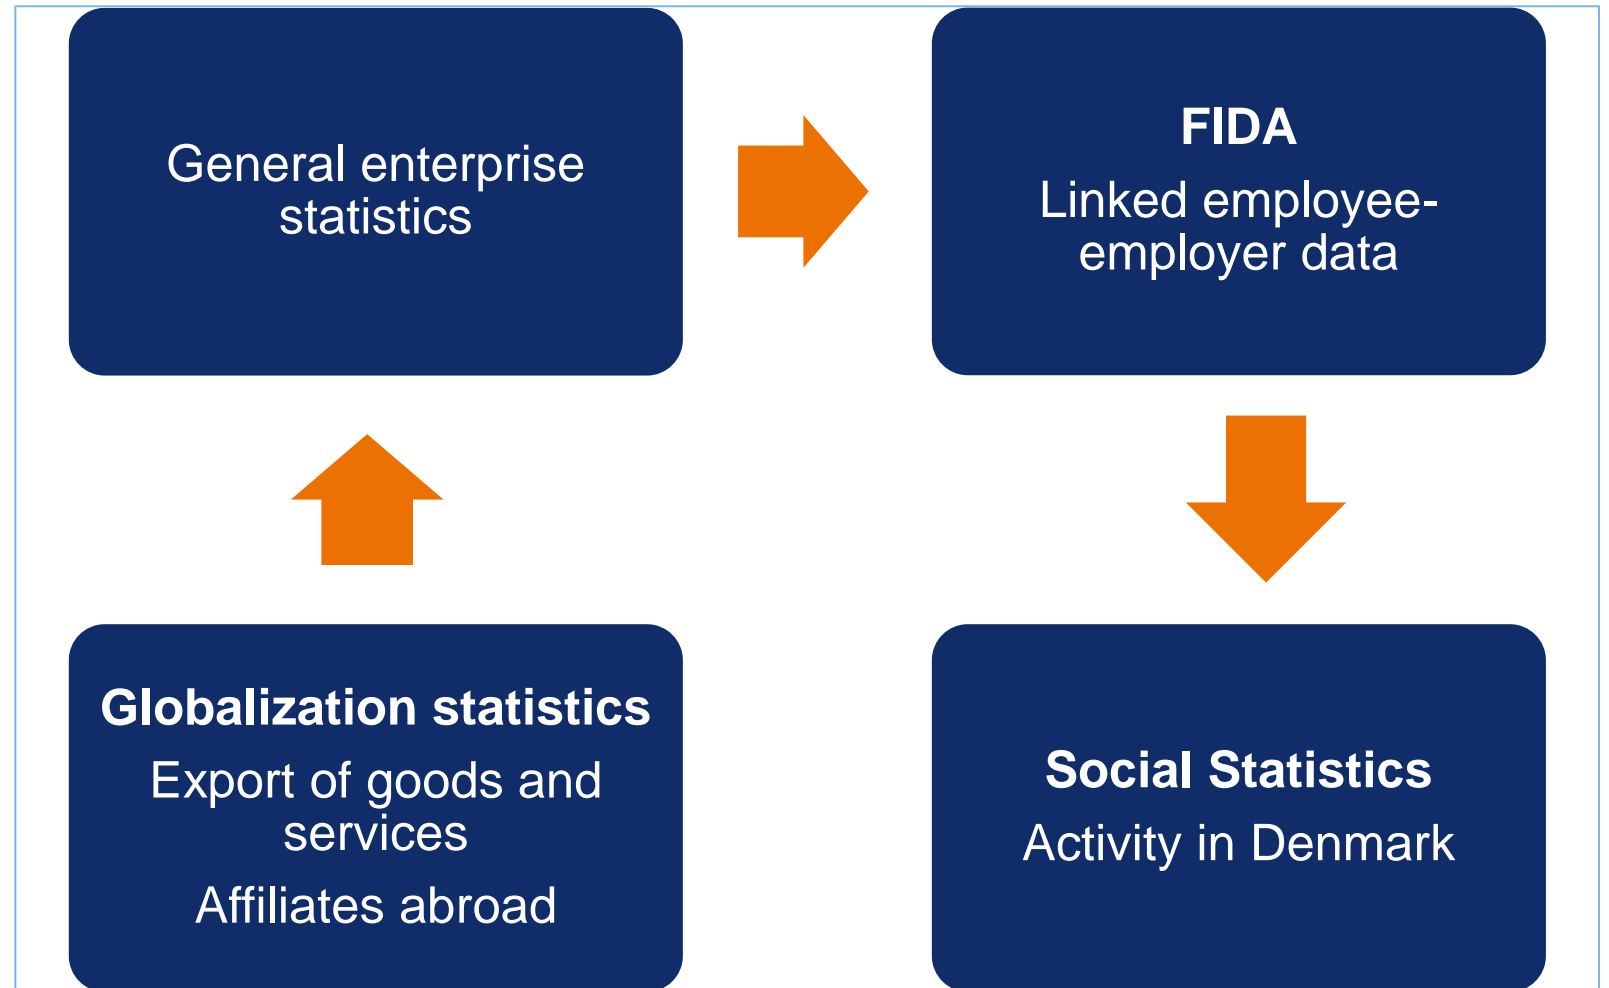 General enterprise
statistics
FIDA
Linked employee-
employer data
Globalization statistics
Export of goods and
services
Affiliates abroad
Social Statistics
Activity in Denmark